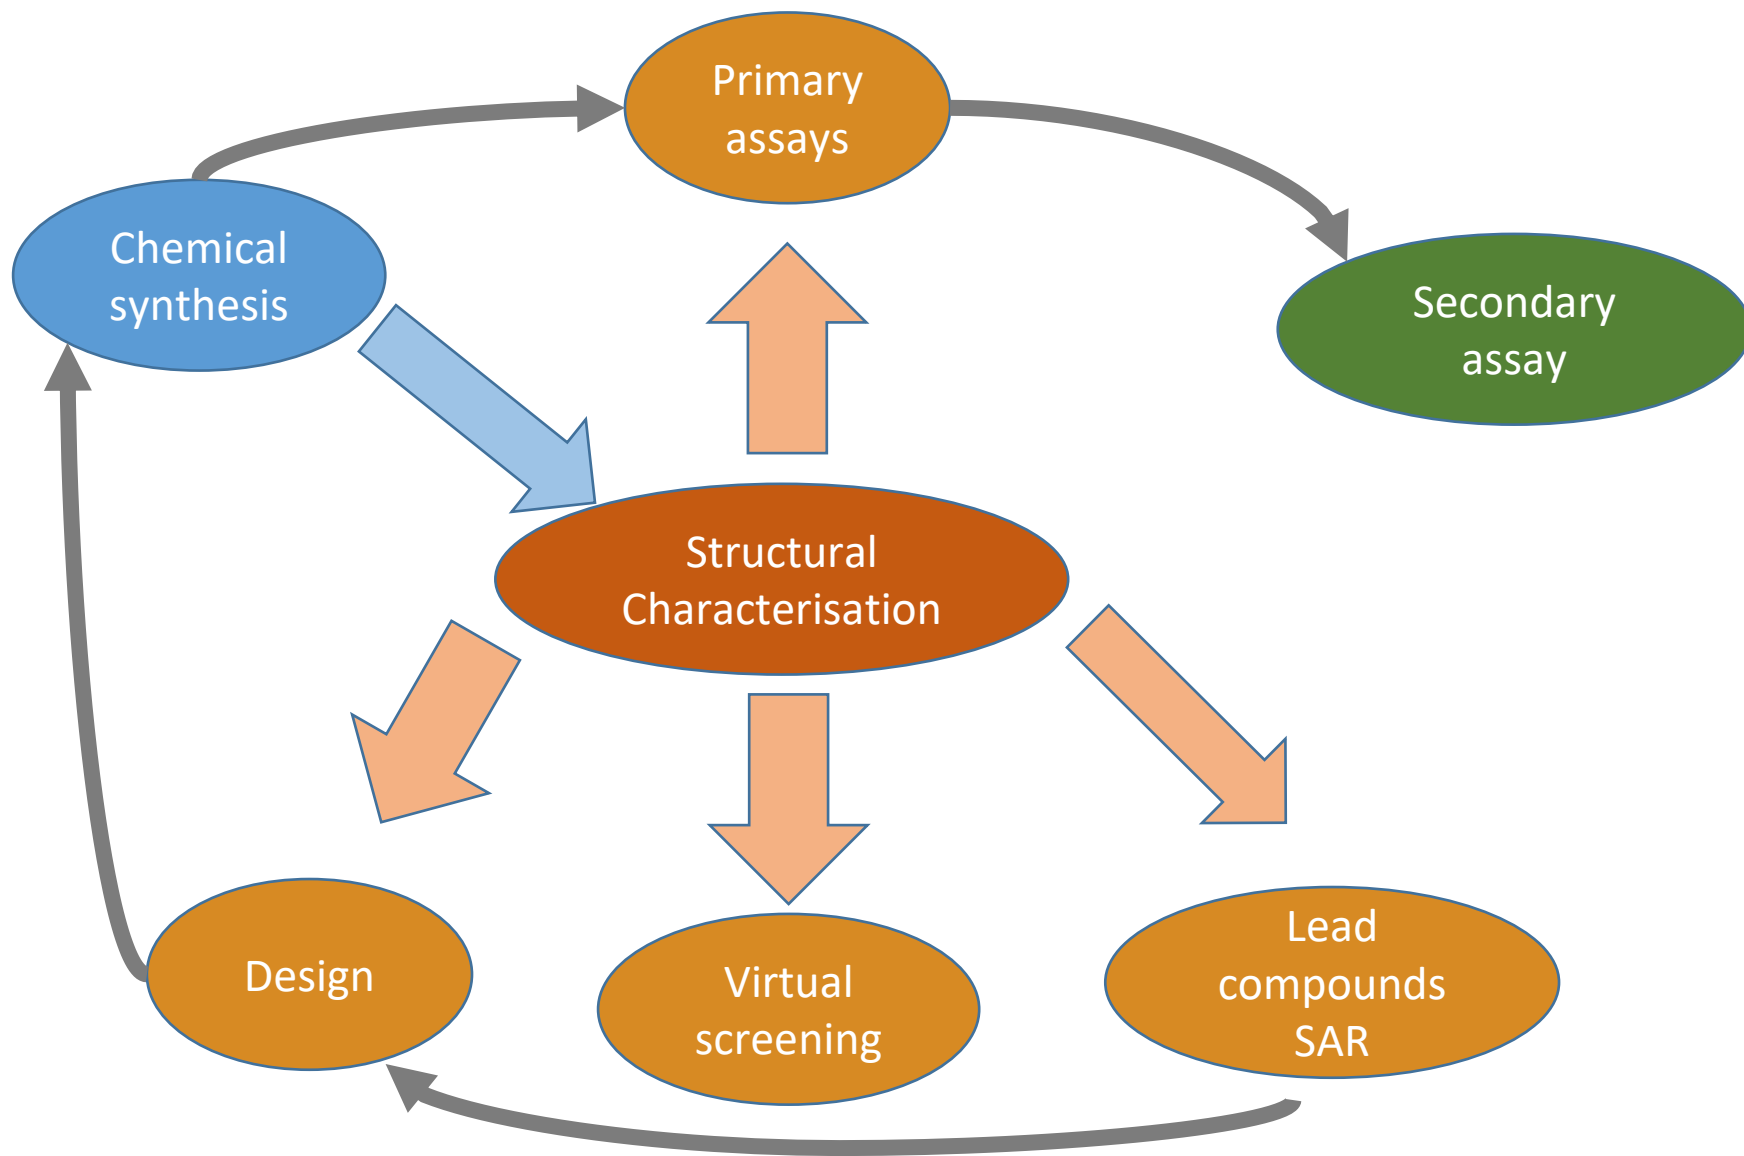 Primary
assays
Chemical
synthesis
Secondary
assay
Structural
Characterisation
Design
Virtual
screening
Lead
compounds
SAR